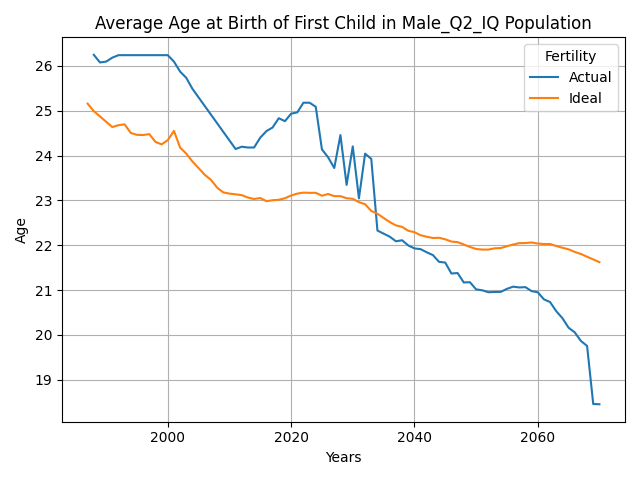 Average Age at Birth of First Child in Male_Q2_IQ Population
Fertility
Actual
Ideal
Age
26
25
24
23
22
21
20
19
2000
2020
2040
2060
Years